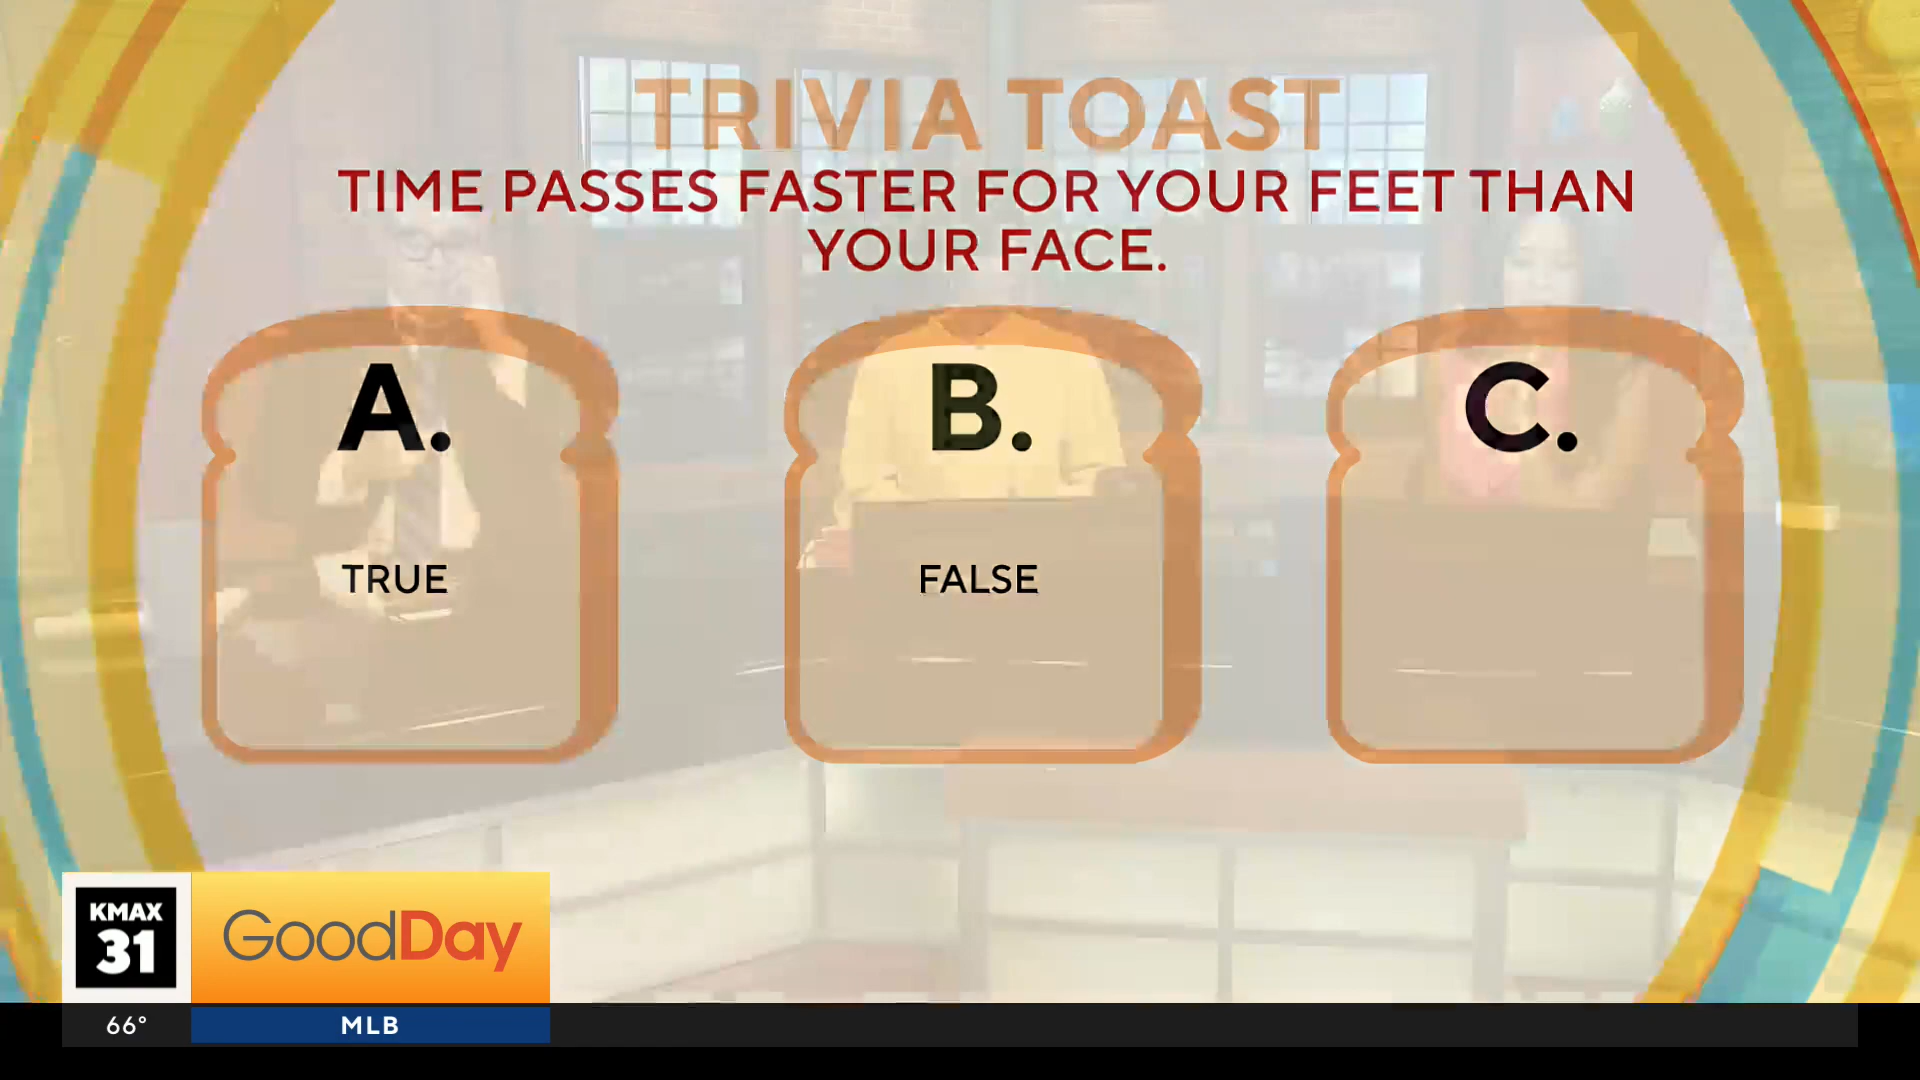 TRIVIA TOAST
TIME PASSES FASTER FOR YOUR FEET THAN
YOUR FACE.
A.
B.
C.
TRUE
FALSE
KMAX
31
GoodDay
66°
MLB